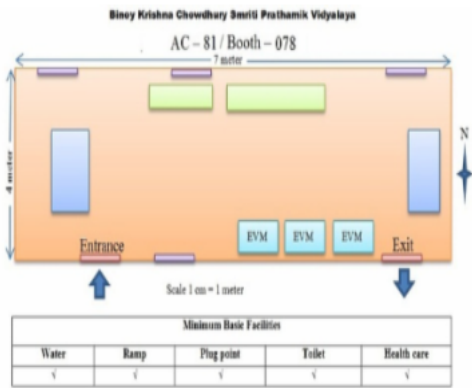 Binoy Krishna Chowdhury Smriti Prathamik Vidyalaya
AC – 81 / Booth – 078
7 meter
4 meter
N
EVM EVM EVM
Entrance Exit
Scale 1 cm = 1 meter
Minimum Basic Facilities
Water Ramp Plug point Toilet Health care
√ √ √ √ √